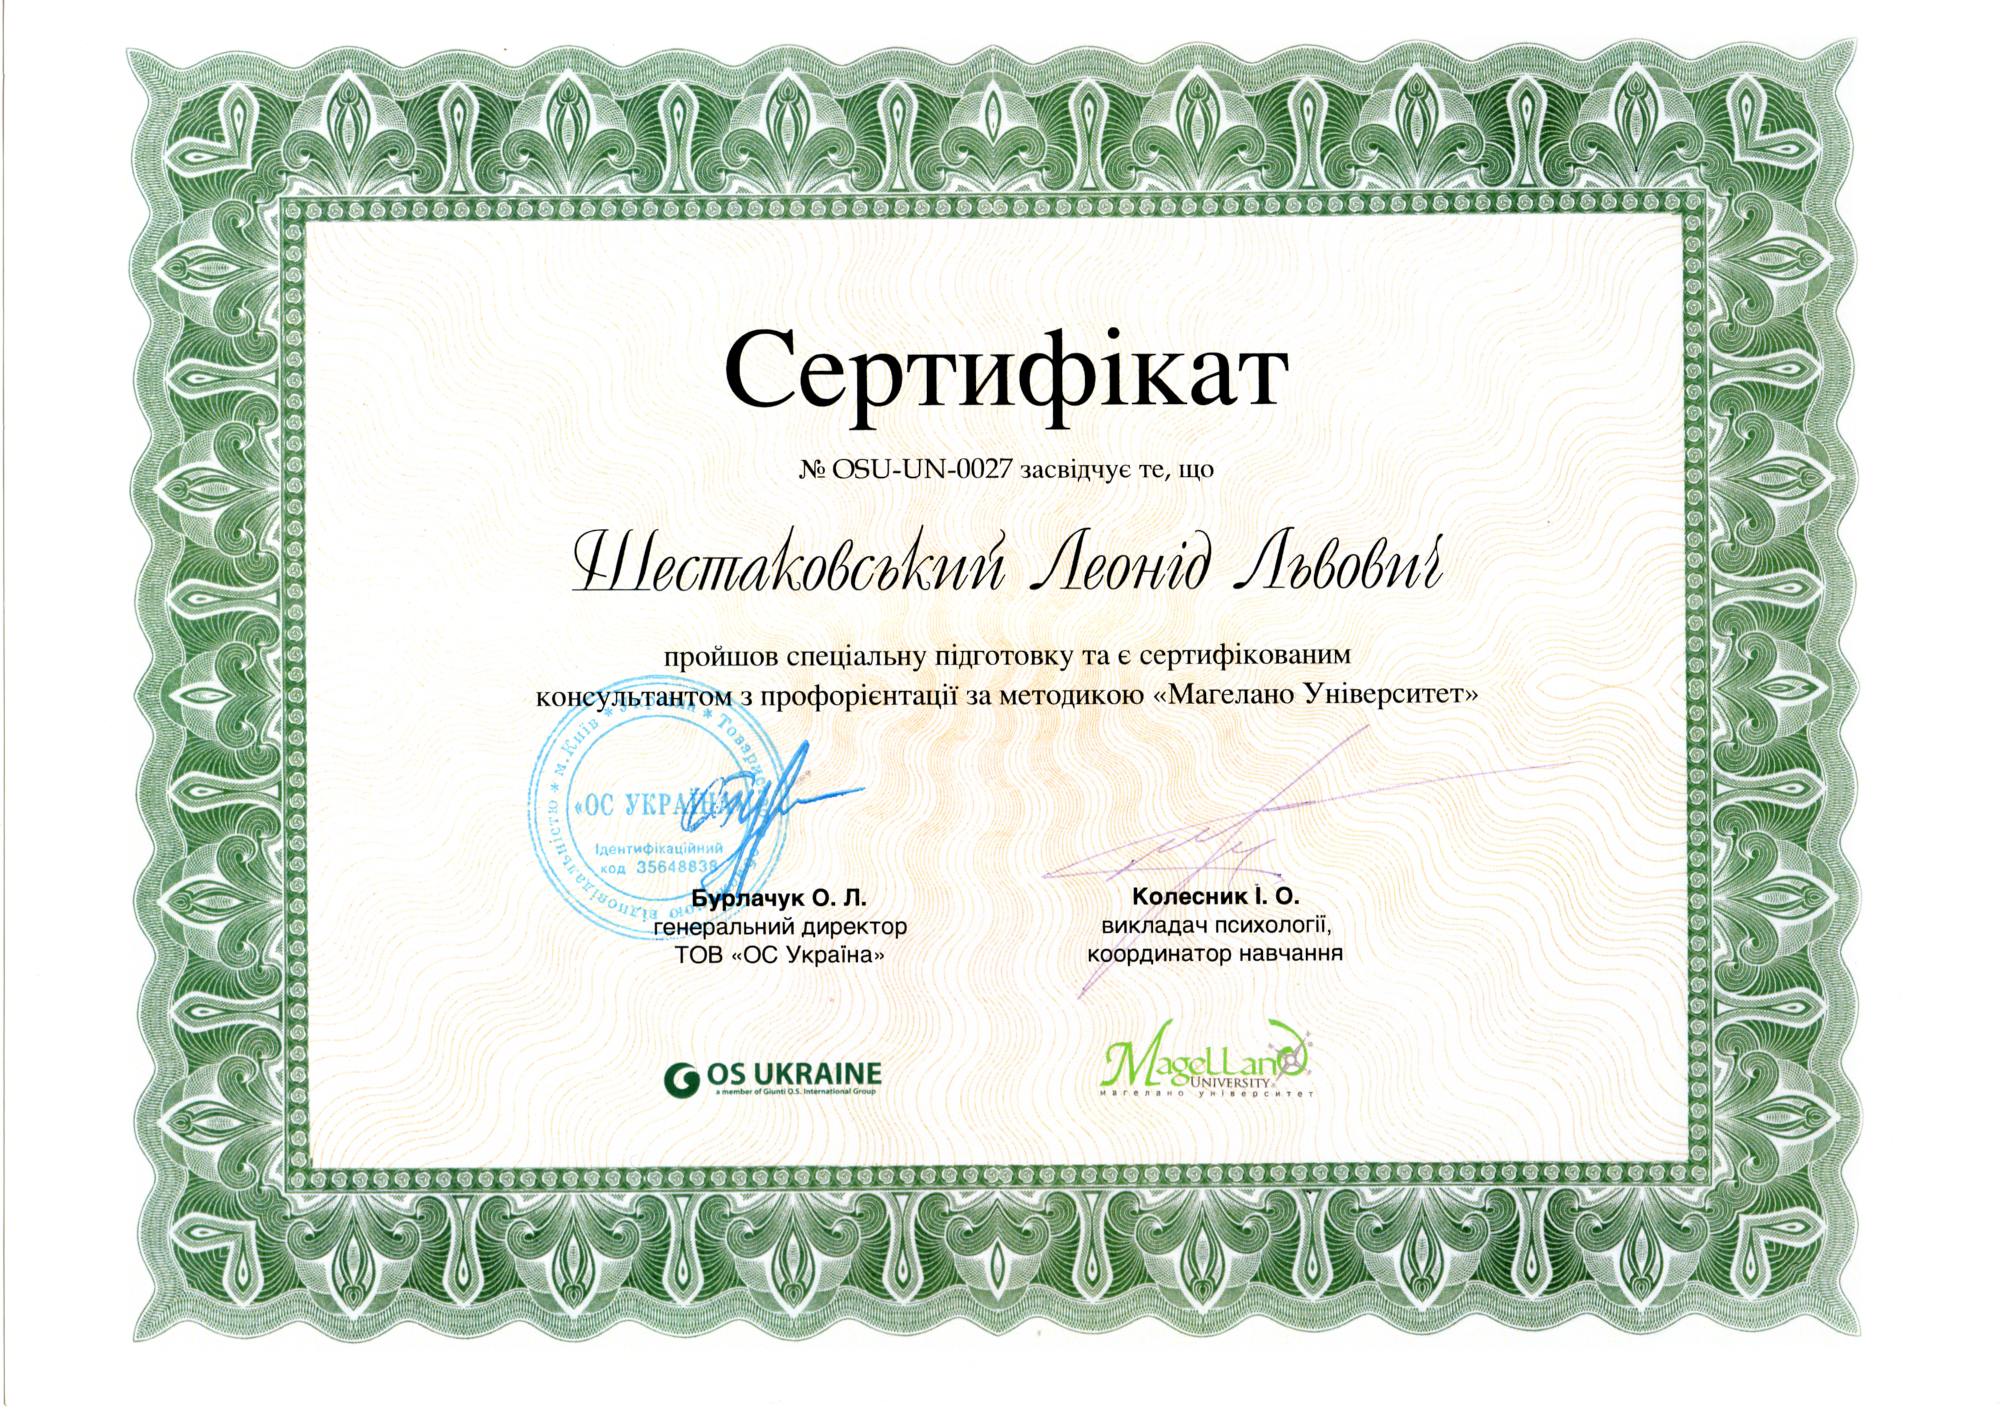 Сертифікат
№ OSU-UN-0027 засвідчує те, що
Шестаковський Леонід Львович
пройшов спеціальну підготовку та є сертифікованим
консультантом з профорієнтації за методикою «Магелано Університет»
* м. Київ * Україна * Товарис
відповідальністю
«ОС УКРАЇНА»
Ідентифікаційний
код 35648838
Бурлачук О. Л.
генеральний директор
ТОВ «ОС Україна»
Колесник І. О.
викладач психології,
координатор навчання
OS UKRAINE
a member of Giunti O.S. International Group
MagelLano
UNIVERSITY®
магелано університет